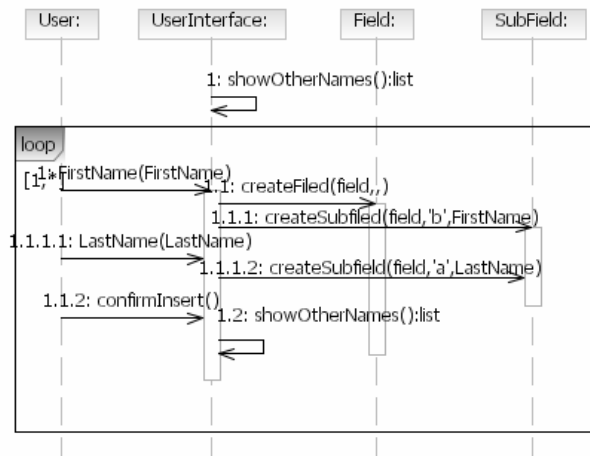 User:
UserInterface:
Field:
SubField:
1: showOtherNames():list
loop
[1,*]
1: FirstName(FirstName)
1.1: createFiled(field,,)
1.1.1: createSubfiled(field,'b',FirstName)
1.1.1.1: LastName(LastName)
1.1.1.2: createSubfield(field,'a',LastName)
1.1.2: confirmInsert()
1.2: showOtherNames():list